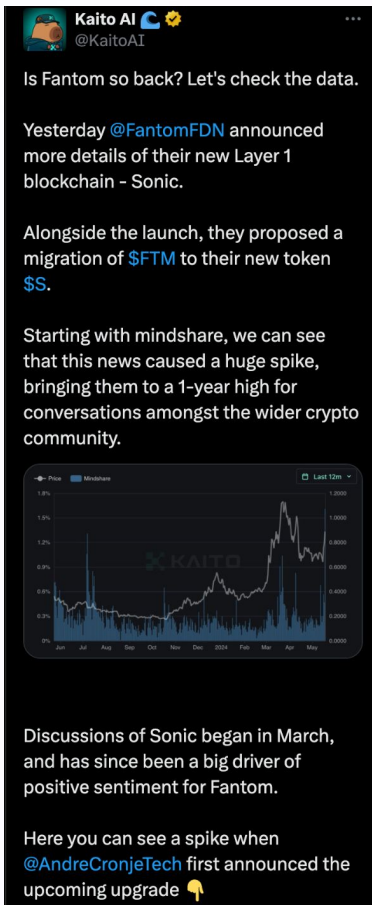 Kaito AI
@KaitoAI
Is Fantom so back? Let's check the data.
Yesterday @FantomFDN announced
more details of their new Layer 1
blockchain - Sonic.
Alongside the launch, they proposed a
migration of $FTM to their new token
$S.
Starting with mindshare, we can see
that this news caused a huge spike,
bringing them to a 1-year high for
conversations amongst the wider crypto
community.
Price Mindshare Last 12m
1.8% 1.2000
1.5% 1.0000
1.2% 0.8000
0.9% 0.6000
0.6% 0.4000
0.3% 0.2000
0% 0.0000
KAITO
Jun Jul Aug Sep Oct Nov Dec 2024 Feb Mar Apr May
Discussions of Sonic began in March,
and has since been a big driver of
positive sentiment for Fantom.
Here you can see a spike when
@AndreCronjeTech first announced the
upcoming upgrade 👇